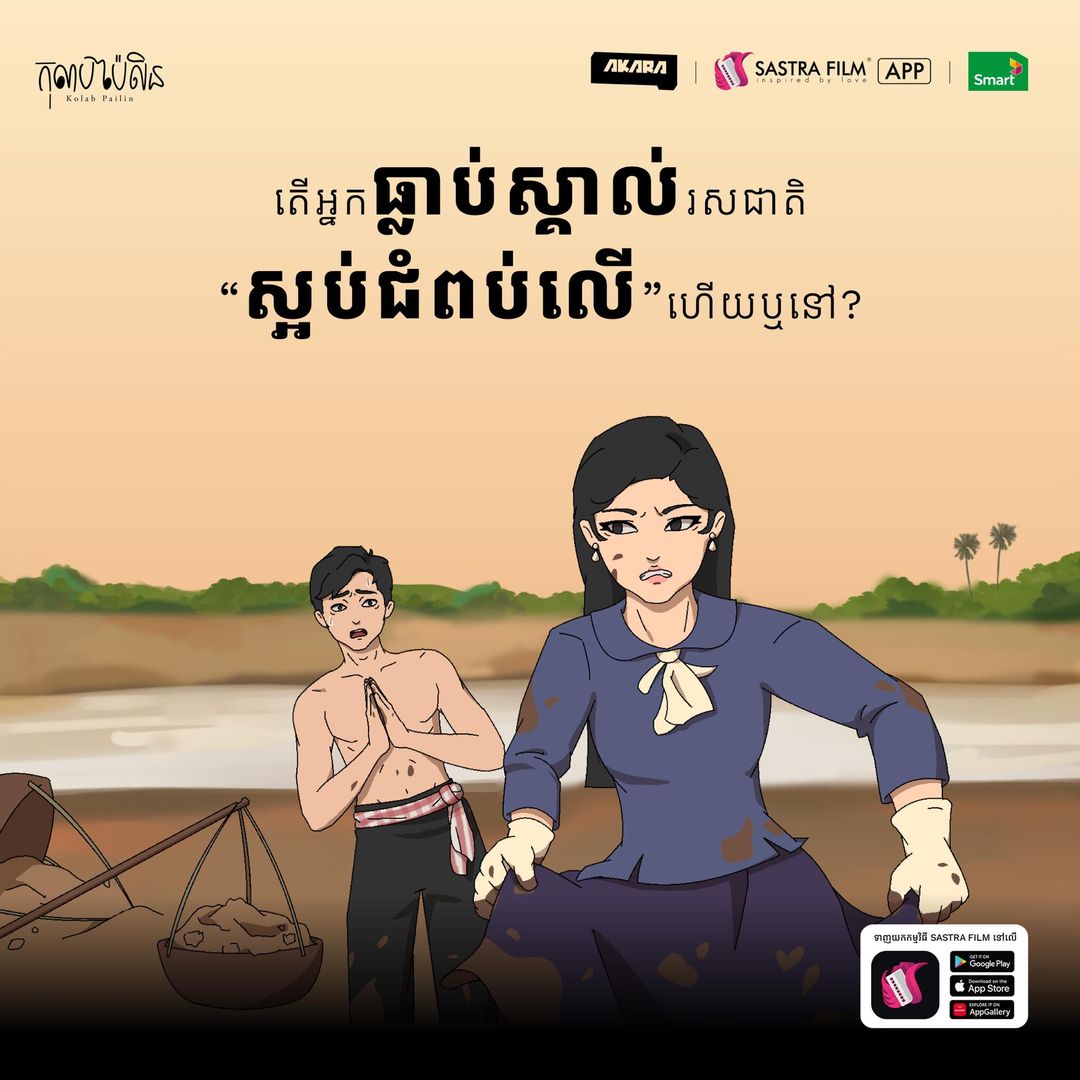 កុលាបប៉ៃលិន
Kolab Pailin
AKARA
SASTRA FILM® APP
inspired by love
Smart
តើអ្នកធ្លាប់ស្គាល់រសជាតិ
“ស្អប់ជំពប់លើ”ហើយឬនៅ?
ទាញយកកម្មវិធី SASTRA FILM នៅលើ
GET IT ON
Google Play
Download on the
App Store
EXPLORE IT ON
AppGallery